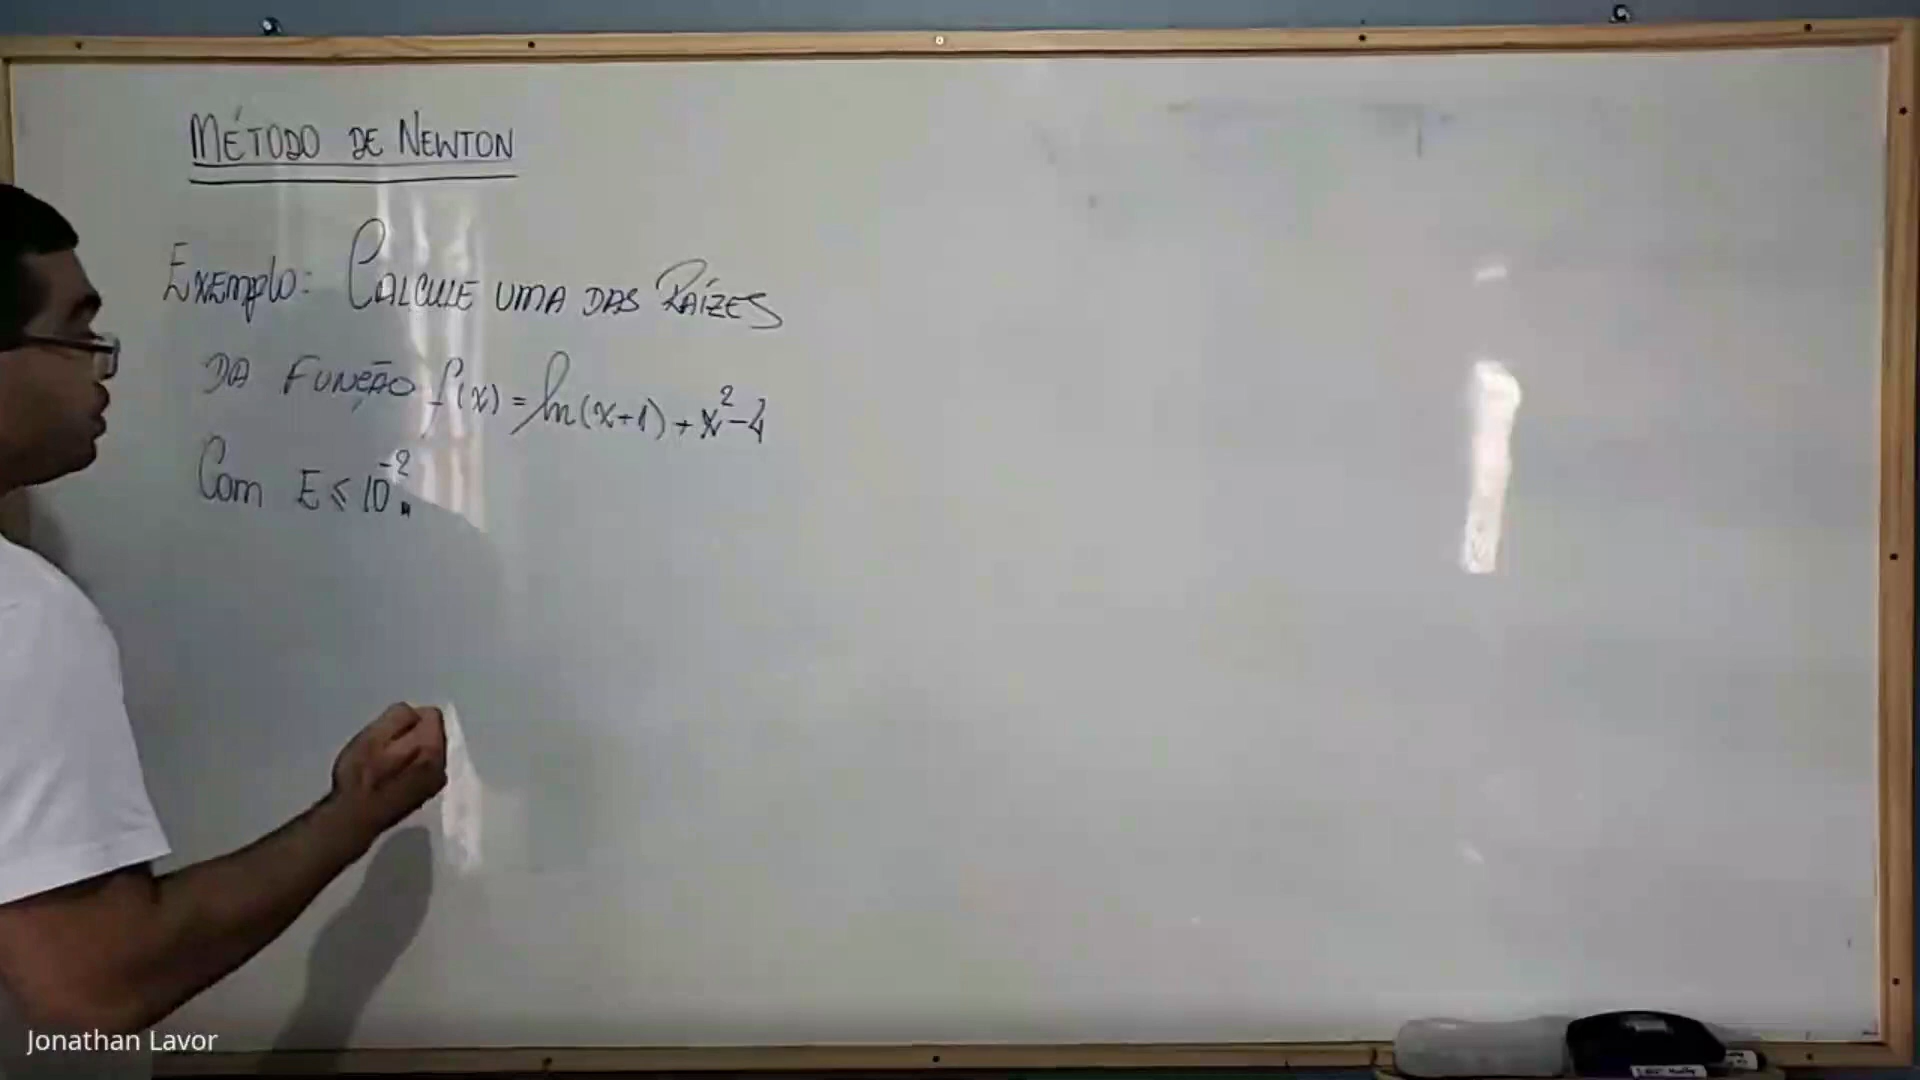 MÉTODO DE NEWTON
EXEMPLO: CALCULE UMA DAS RAÍZES
DA FUNÇÃO f(x) = ln(x+1) + x²-4
COM E ≤ 10⁻².
Jonathan Lavor